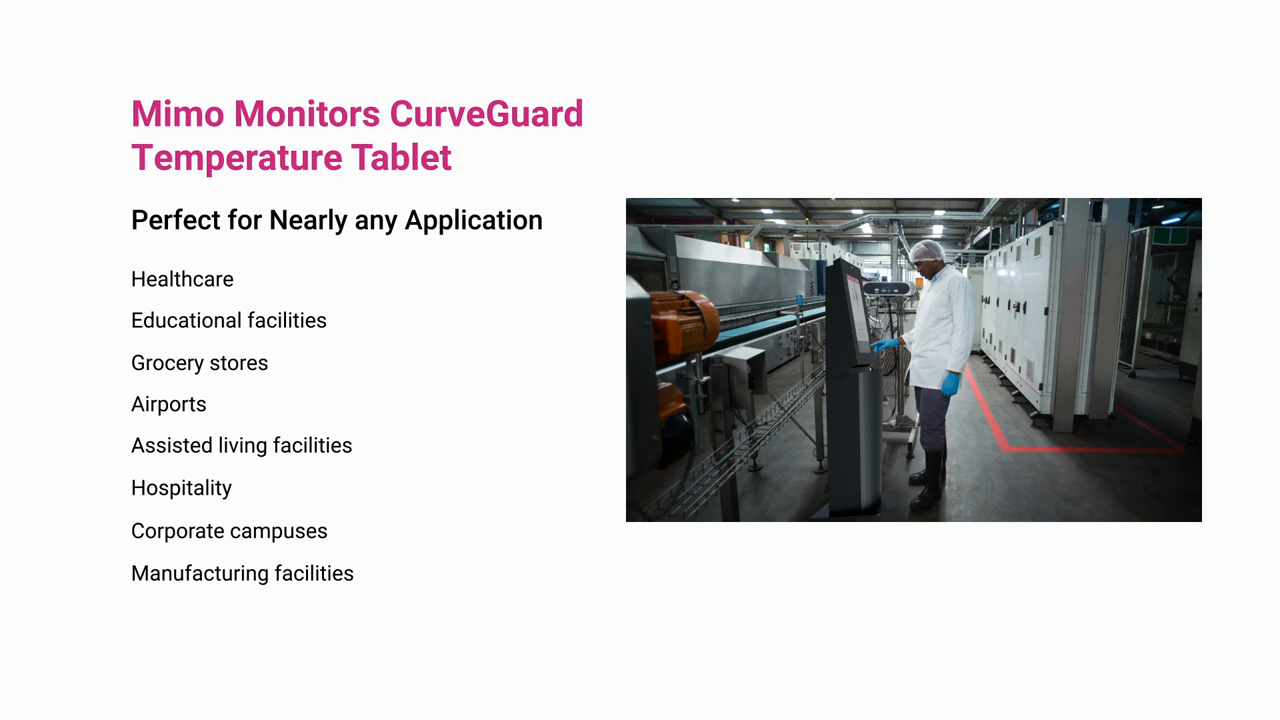 Mimo Monitors CurveGuard
Temperature Tablet
Perfect for Nearly any Application
Healthcare
Educational facilities
Grocery stores
Airports
Assisted living facilities
Hospitality
Corporate campuses
Manufacturing facilities